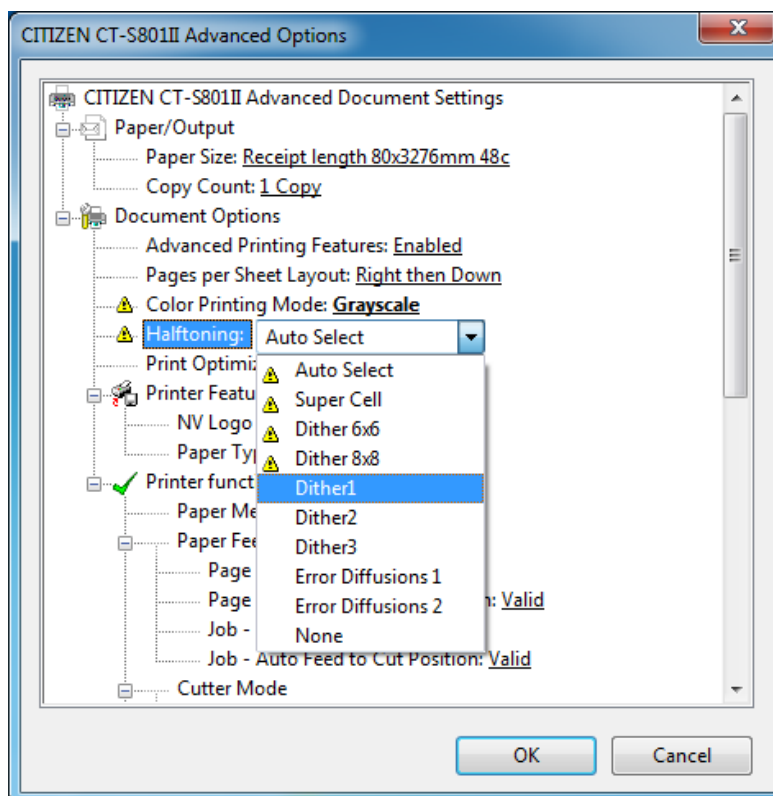 CITIZEN CT-S801II Advanced Options
CITIZEN CT-S801II Advanced Document Settings
Paper/Output
Paper Size: Receipt length 80x3276mm 48c
Copy Count: 1 Copy
Document Options
Advanced Printing Features: Enabled
Pages per Sheet Layout: Right then Down
Color Printing Mode: Grayscale
Halftoning: Auto Select
Print Optimiz
Auto Select
Printer Featu
Super Cell
NV Logo
Dither 6x6
Paper Ty
Dither 8x8
Printer funct
Dither1
Paper Me
Dither2
Paper Fee
Dither3
Page
Error Diffusions 1
Page
Error Diffusions 2
n: Valid
Job -
None
Job - Auto Feed to Cut Position: Valid
Cutter Mode
OK
Cancel